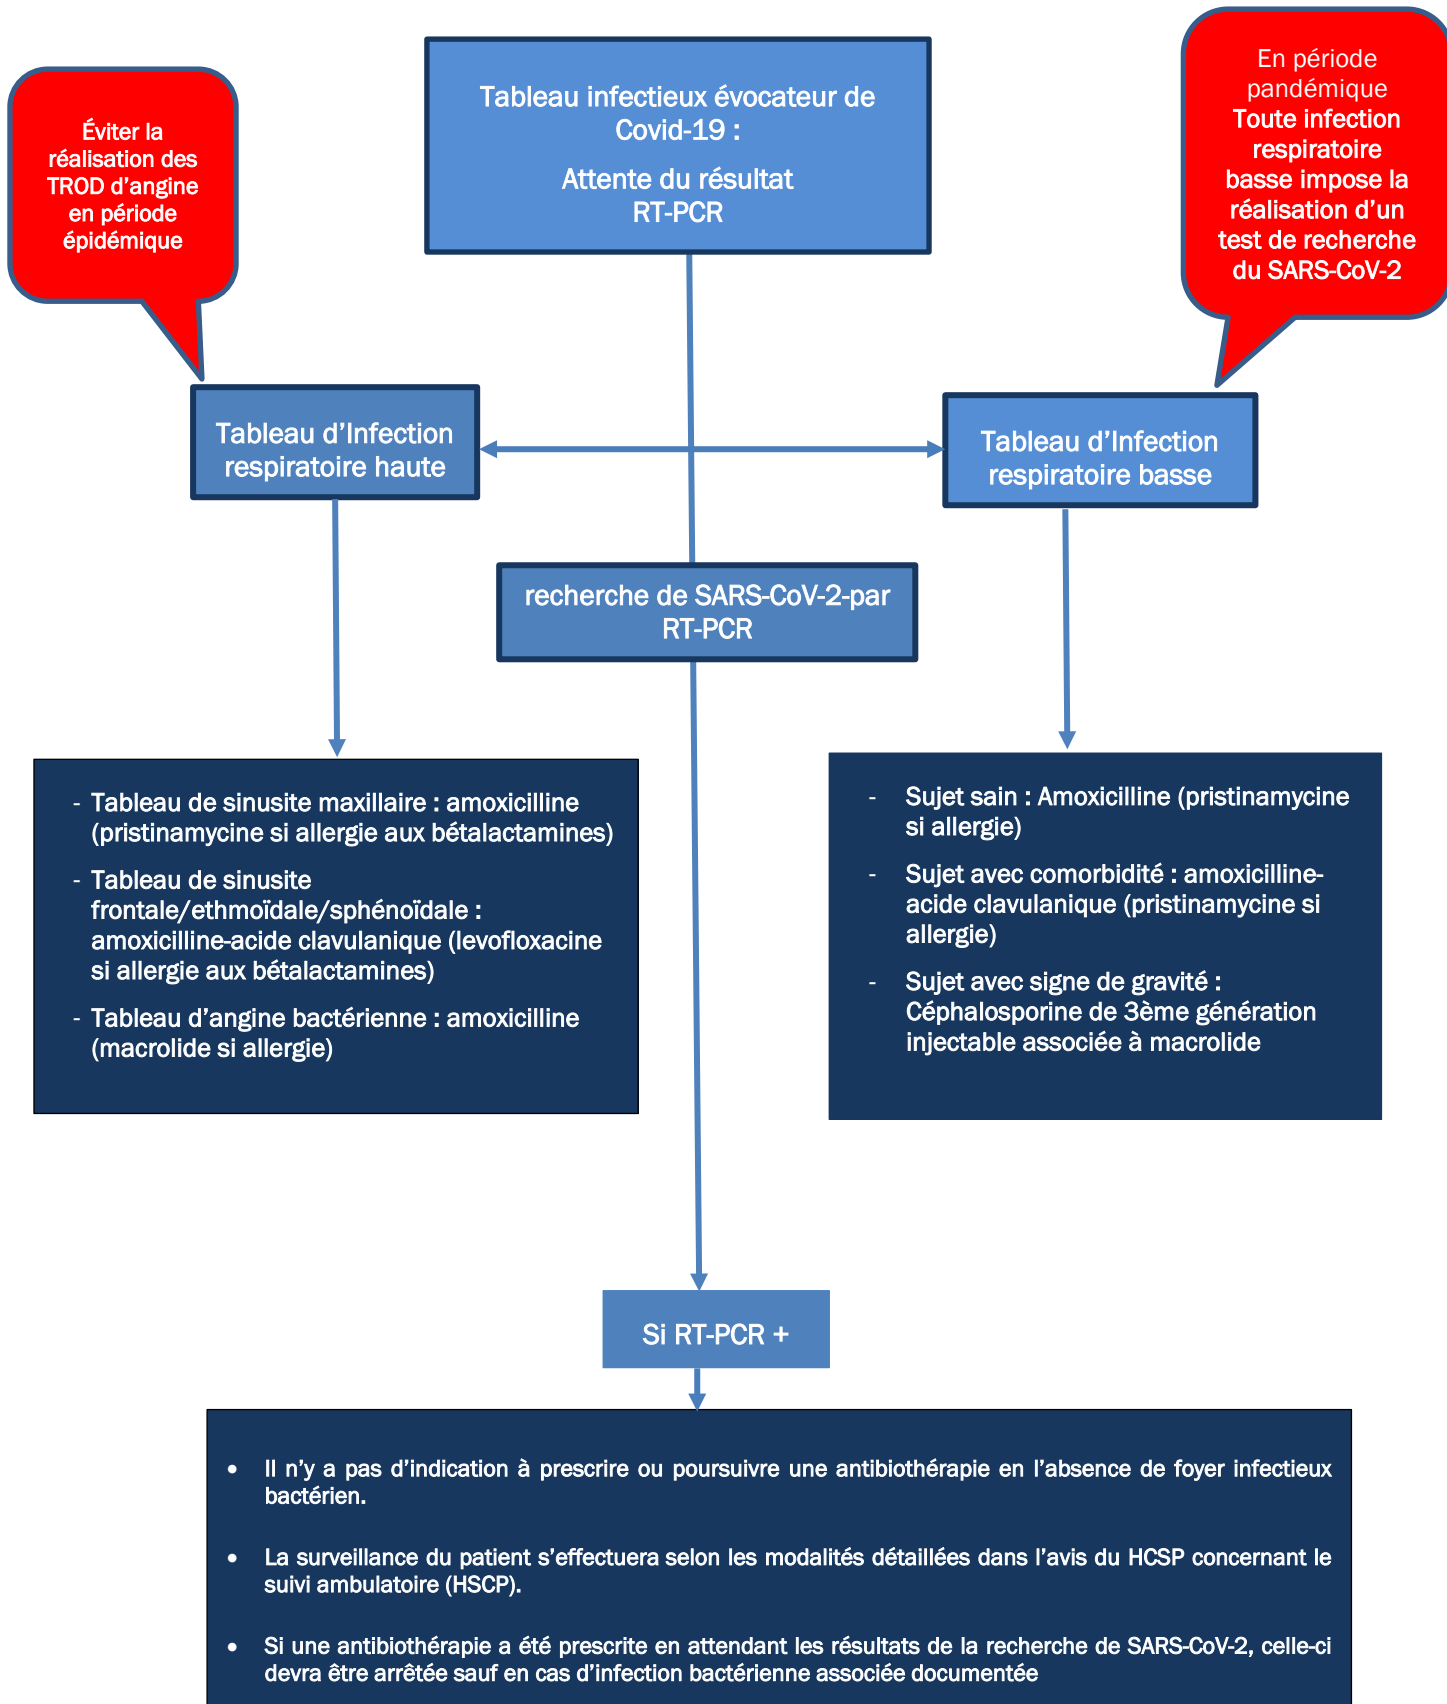 Éviter la
réalisation des
TROD d'angine
en période
épidémique
Tableau infectieux évocateur de
Covid-19 :
Attente du résultat
RT-PCR
En période
pandémique
Toute infection
respiratoire
basse impose la
réalisation d'un
test de recherche
du SARS-CoV-2
Tableau d'Infection
respiratoire haute
Tableau d'Infection
respiratoire basse
recherche de SARS-CoV-2-par
RT-PCR
- Tableau de sinusite maxillaire : amoxicilline
(pristinamycine si allergie aux bétalactamines)
- Tableau de sinusite
frontale/ethmoïdale/sphénoïdale :
amoxicilline-acide clavulanique (levofloxacine
si allergie aux bétalactamines)
- Tableau d'angine bactérienne : amoxicilline
(macrolide si allergie)
- Sujet sain : Amoxicilline (pristinamycine
si allergie)
- Sujet avec comorbidité : amoxicilline-
acide clavulanique (pristinamycine si
allergie)
- Sujet avec signe de gravité :
Céphalosporine de 3ème génération
injectable associée à macrolide
Si RT-PCR +
• Il n'y a pas d'indication à prescrire ou poursuivre une antibiothérapie en l'absence de foyer infectieux
bactérien.
• La surveillance du patient s'effectuera selon les modalités détaillées dans l'avis du HCSP concernant le
suivi ambulatoire (HSCP).
• Si une antibiothérapie a été prescrite en attendant les résultats de la recherche de SARS-CoV-2, celle-ci
devra être arrêtée sauf en cas d'infection bactérienne associée documentée